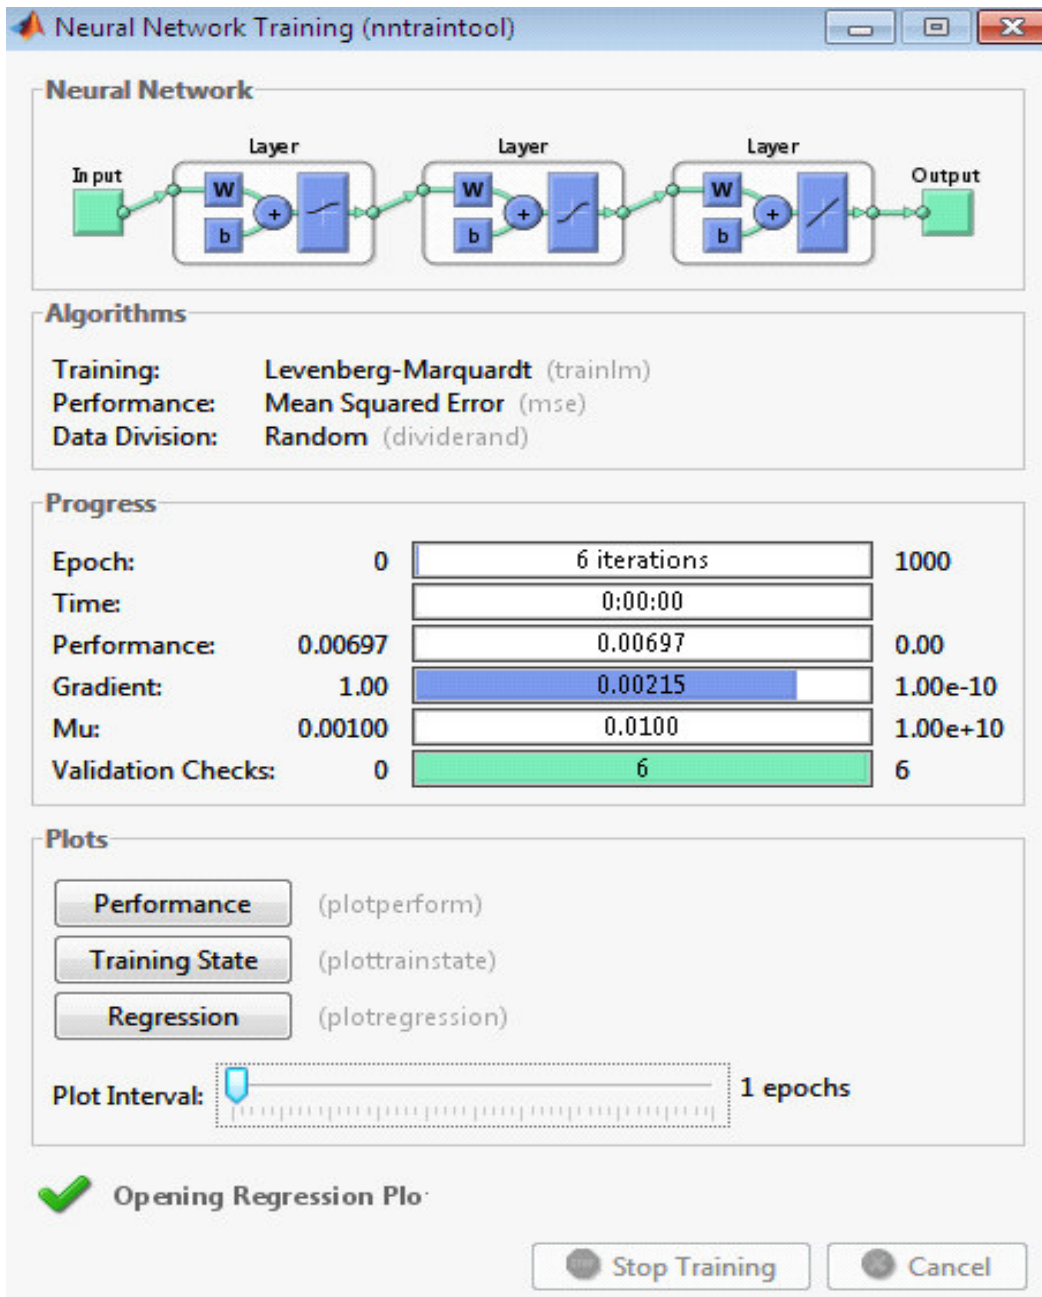 Neural Network Training (nntraintool)
Neural Network
Layer Layer Layer
Input Output
W W W
+ + +
b b b
Algorithms
Training: Levenberg-Marquardt (trainlm)
Performance: Mean Squared Error (mse)
Data Division: Random (dividerand)
Progress
Epoch: 0 6 iterations 1000
Time: 0:00:00
Performance: 0.00697 0.00697 0.00
Gradient: 1.00 0.00215 1.00e-10
Mu: 0.00100 0.0100 1.00e+10
Validation Checks: 0 6 6
Plots
Performance (plotperform)
Training State (plottrainstate)
Regression (plotregression)
Plot Interval: 1 epochs
Opening Regression Plo
Stop Training Cancel